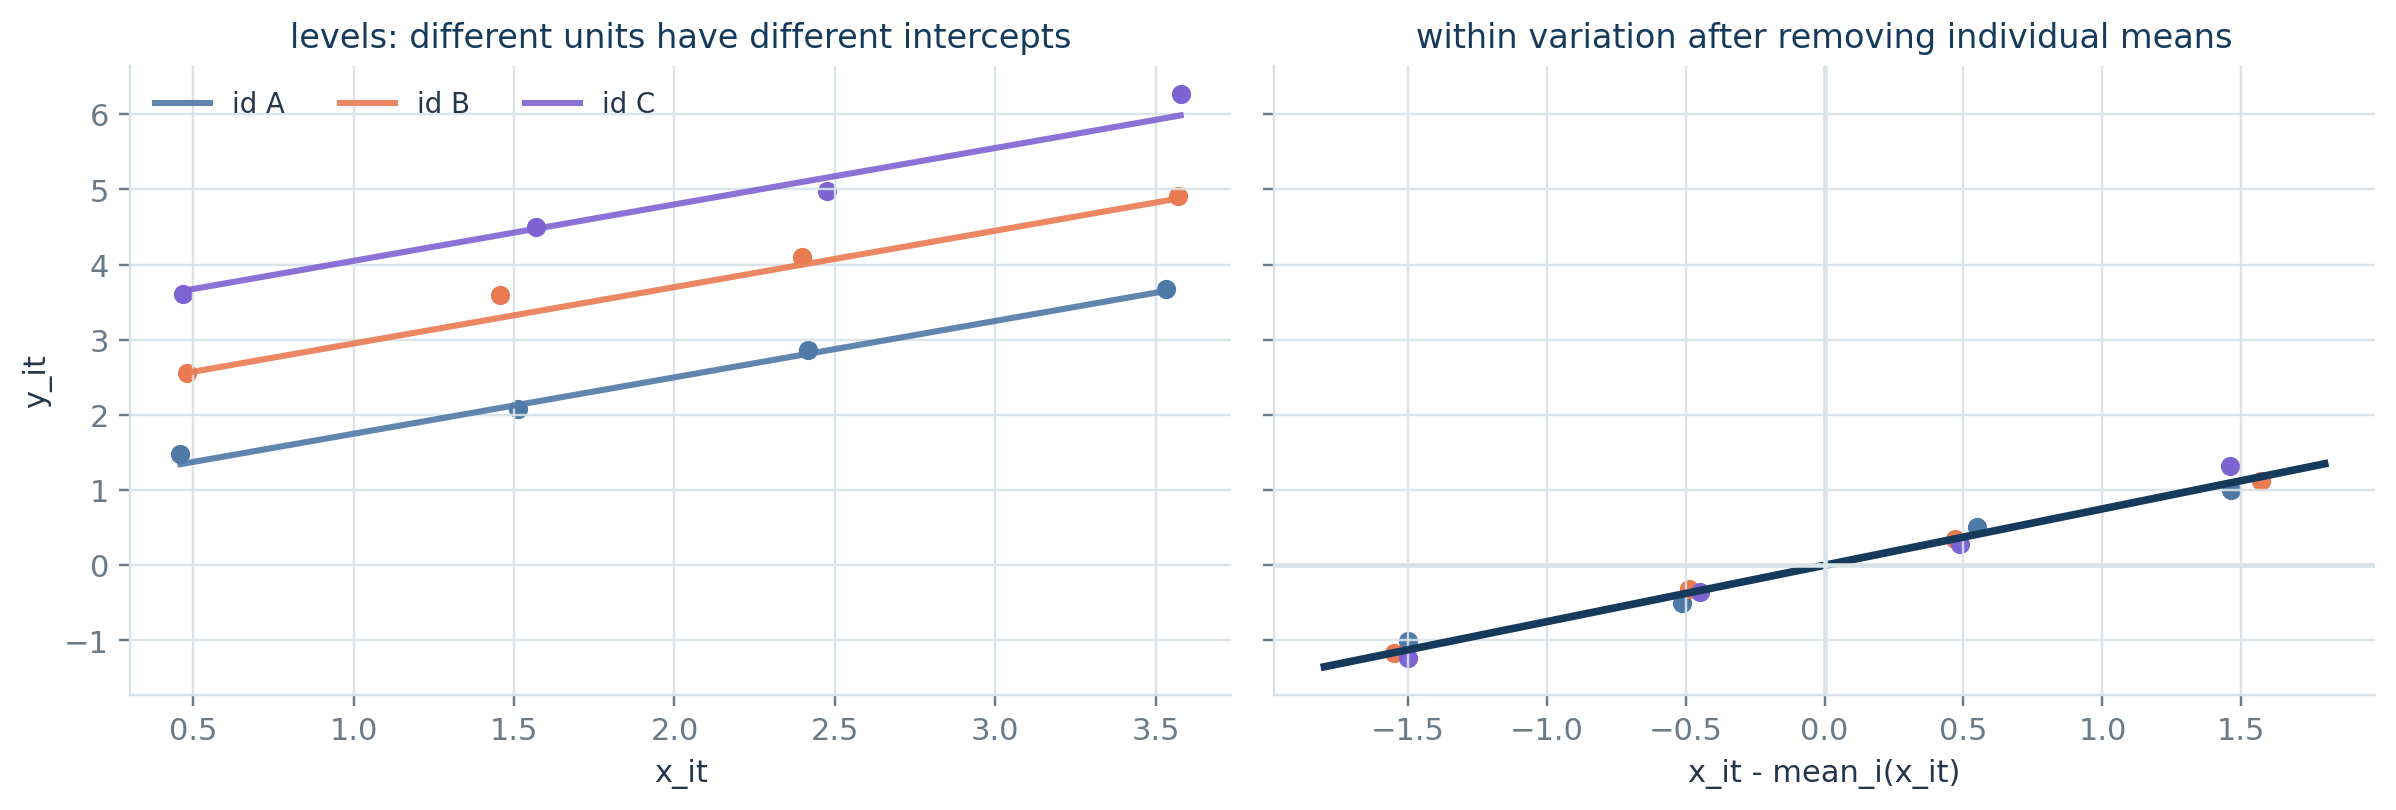 levels: different units have different intercepts
id A id B id C
6
5
4
3
2
1
0
−1
y_it
0.5 1.0 1.5 2.0 2.5 3.0 3.5
x_it
within variation after removing individual means
−1.5 −1.0 −0.5 0.0 0.5 1.0 1.5
x_it - mean_i(x_it)